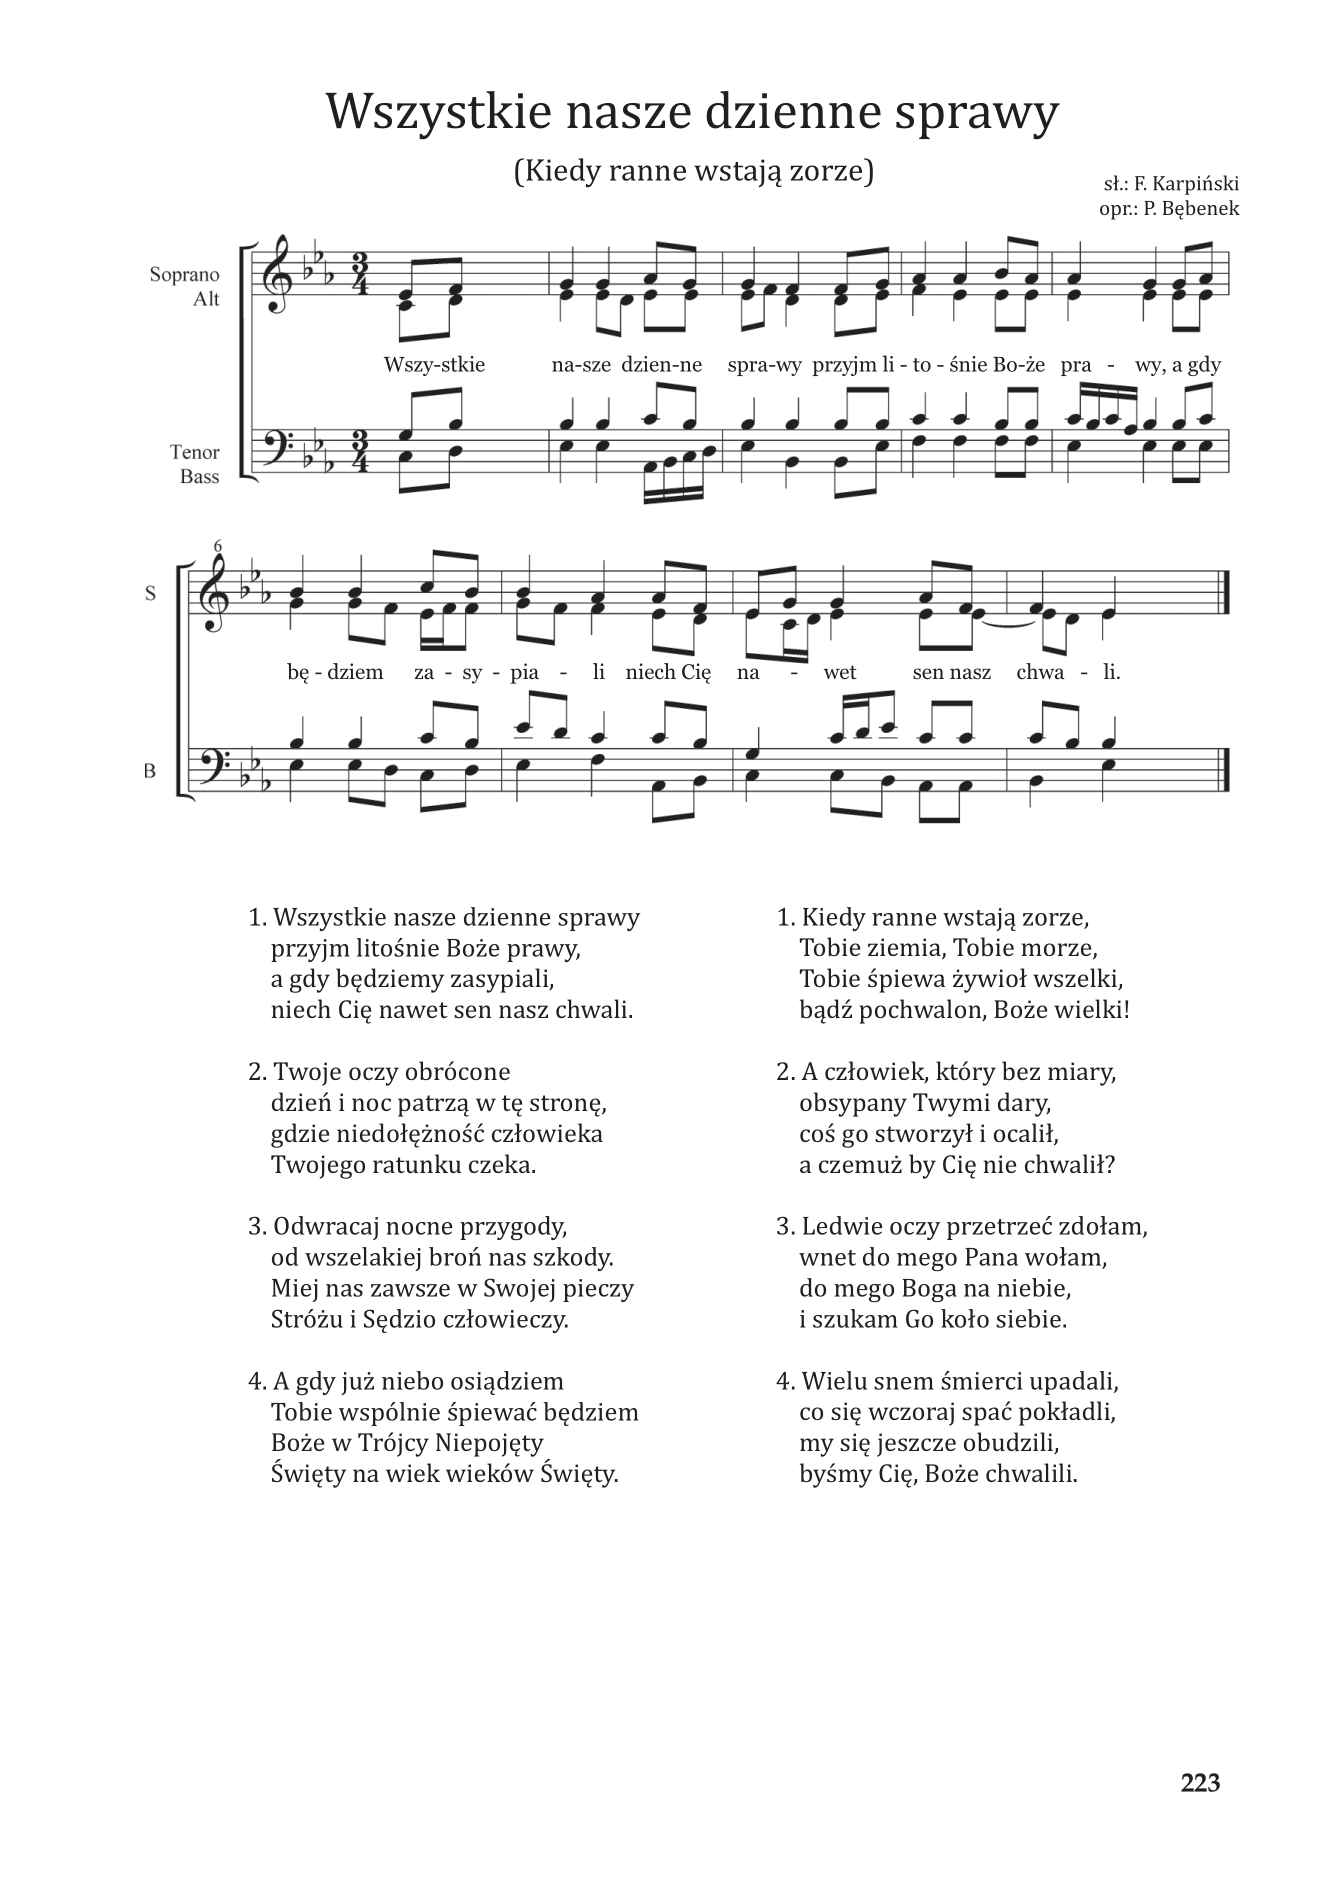 Wszystkie nasze dzienne sprawy
(Kiedy ranne wstają zorze)
sł.: F. Karpiński
opr.: P. Bębenek
Soprano
Alt
3
4
Wszy-stkie na-sze dzien-ne spra-wy przyjm li - to - śnie Bo-że pra - wy, a gdy
Tenor
Bass
3
4
6
S
bę - dziem za - sy - pia - li niech Cię na - wet sen nasz chwa - li.
B
1. Wszystkie nasze dzienne sprawy
przyjm litośnie Boże prawy,
a gdy będziemy zasypiali,
niech Cię nawet sen nasz chwali.
2. Twoje oczy obrócone
dzień i noc patrzą w tę stronę,
gdzie niedołężność człowieka
Twojego ratunku czeka.
3. Odwracaj nocne przygody,
od wszelakiej broń nas szkody.
Miej nas zawsze w Swojej pieczy
Stróżu i Sędzio człowieczy.
4. A gdy już niebo osiądziem
Tobie wspólnie śpiewać będziem
Boże w Trójcy Niepojęty
Święty na wiek wieków Święty.
1. Kiedy ranne wstają zorze,
Tobie ziemia, Tobie morze,
Tobie śpiewa żywioł wszelki,
bądź pochwalon, Boże wielki!
2. A człowiek, który bez miary,
obsypany Twymi dary,
coś go stworzył i ocalił,
a czemuż by Cię nie chwalił?
3. Ledwie oczy przetrzeć zdołam,
wnet do mego Pana wołam,
do mego Boga na niebie,
i szukam Go koło siebie.
4. Wielu snem śmierci upadali,
co się wczoraj spać pokładli,
my się jeszcze obudzili,
byśmy Cię, Boże chwalili.
223